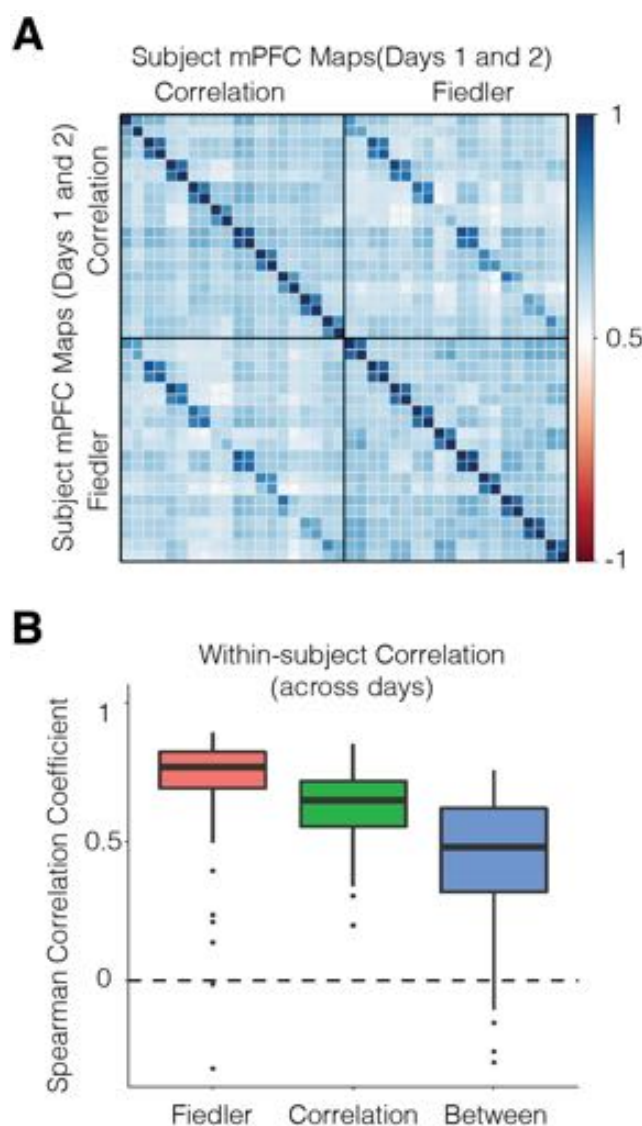 A
Subject mPFC Maps(Days 1 and 2)
Correlation Fiedler
Subject mPFC Maps (Days 1 and 2)
Correlation
Fiedler
1
0.5
-1
B
Within-subject Correlation
(across days)
Spearman Correlation Coefficient
1
0.5
0
Fiedler Correlation Between